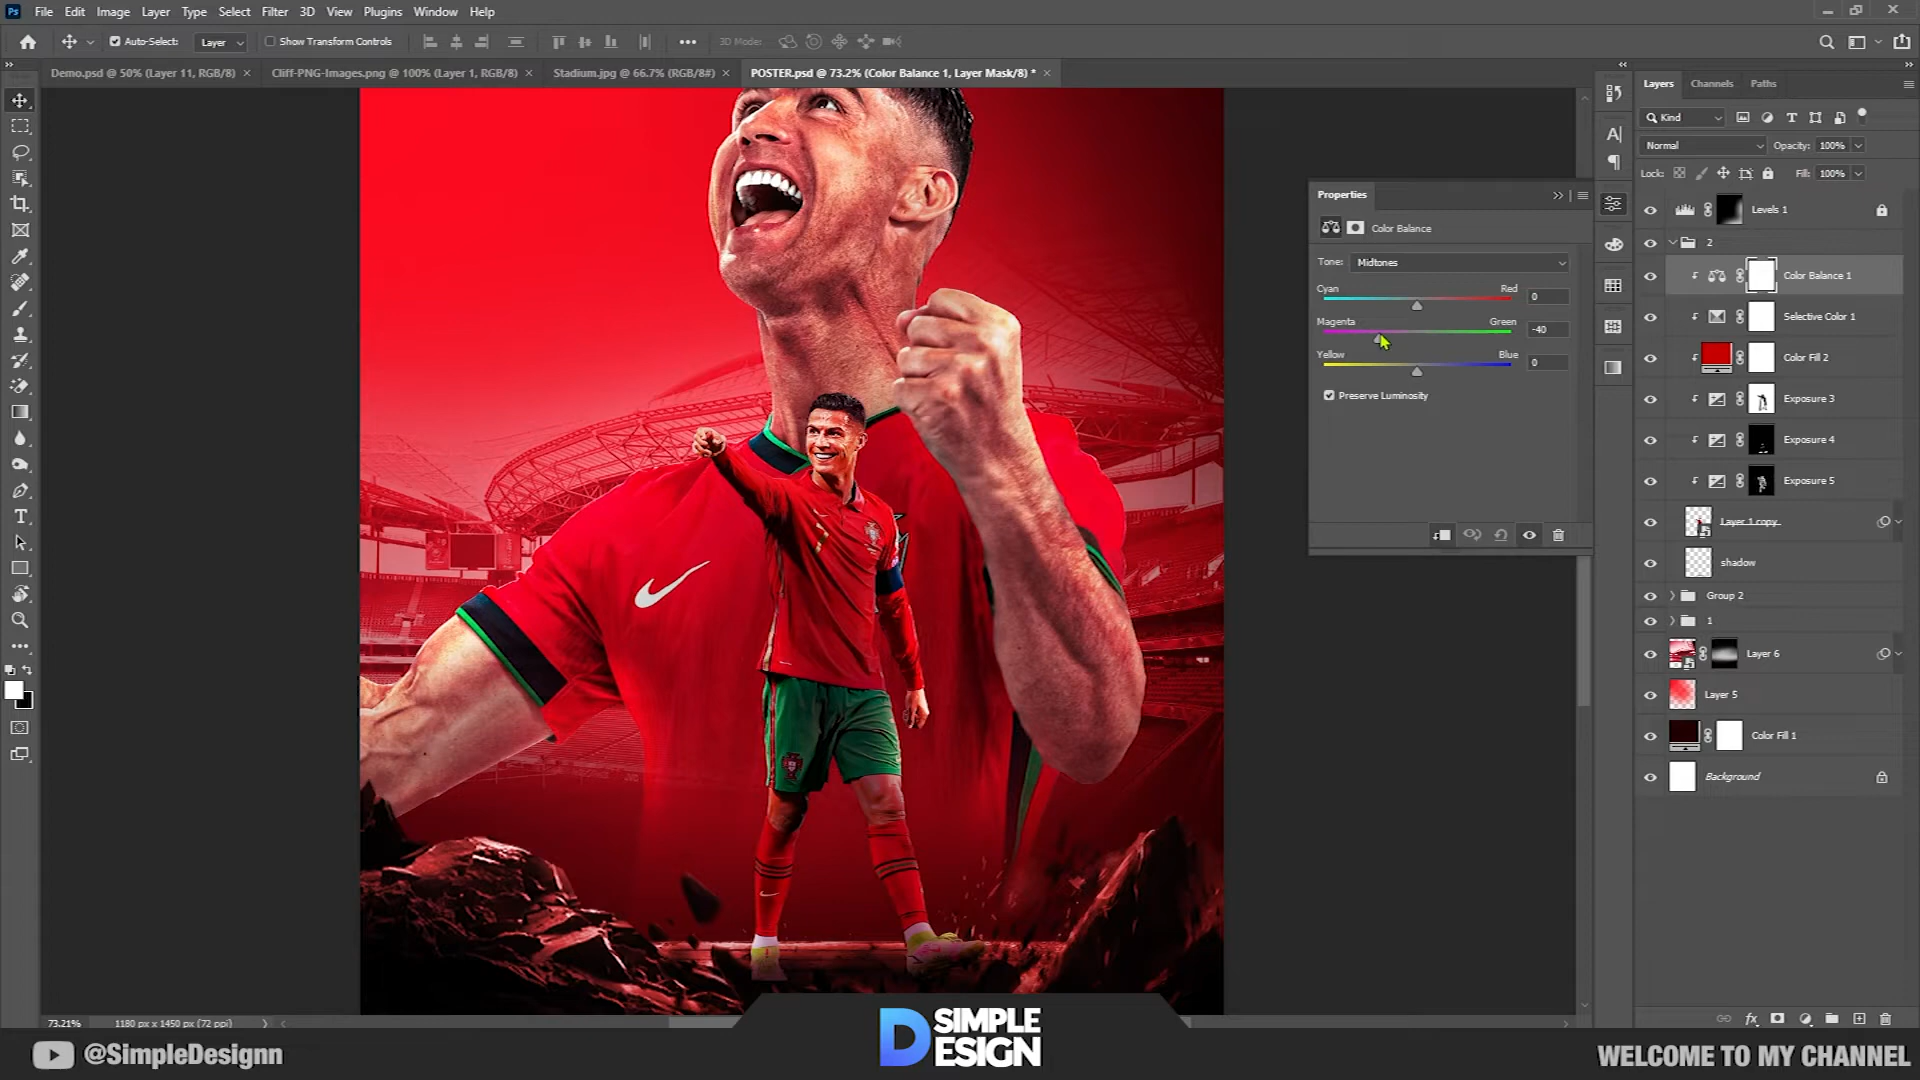 Ps File Edit Image Layer Type Select Filter 3D View Plugins Window Help
Auto-Select: Layer Show Transform Controls 3D Mode:
Demo.psd @ 50% (Layer 11, RGB/8) × Cliff-PNG-Images.png @ 100% (Layer 1, RGB/8) × Stadium.jpg @ 66.7% (RGB/8#) × POSTER.psd @ 73.2% (Color Balance 1, Layer Mask/8) * ×
Layers Channels Paths
Kind
Normal Opacity: 100%
Lock: Fill: 100%
Levels 1
2
Color Balance 1
Selective Color 1
Color Fill 2
Exposure 3
Exposure 4
Exposure 5
Layer 1 copy
shadow
Group 2
1
Layer 6
Layer 5
Color Fill 1
Background
Properties
Color Balance
Tone: Midtones
Cyan Red 0
Magenta Green -40
Yellow Blue 0
Preserve Luminosity
7
73.21% 1180 px x 1450 px (72 ppi)
@SimpleDesignn
D SIMPLE
ESIGN
WELCOME TO MY CHANNEL